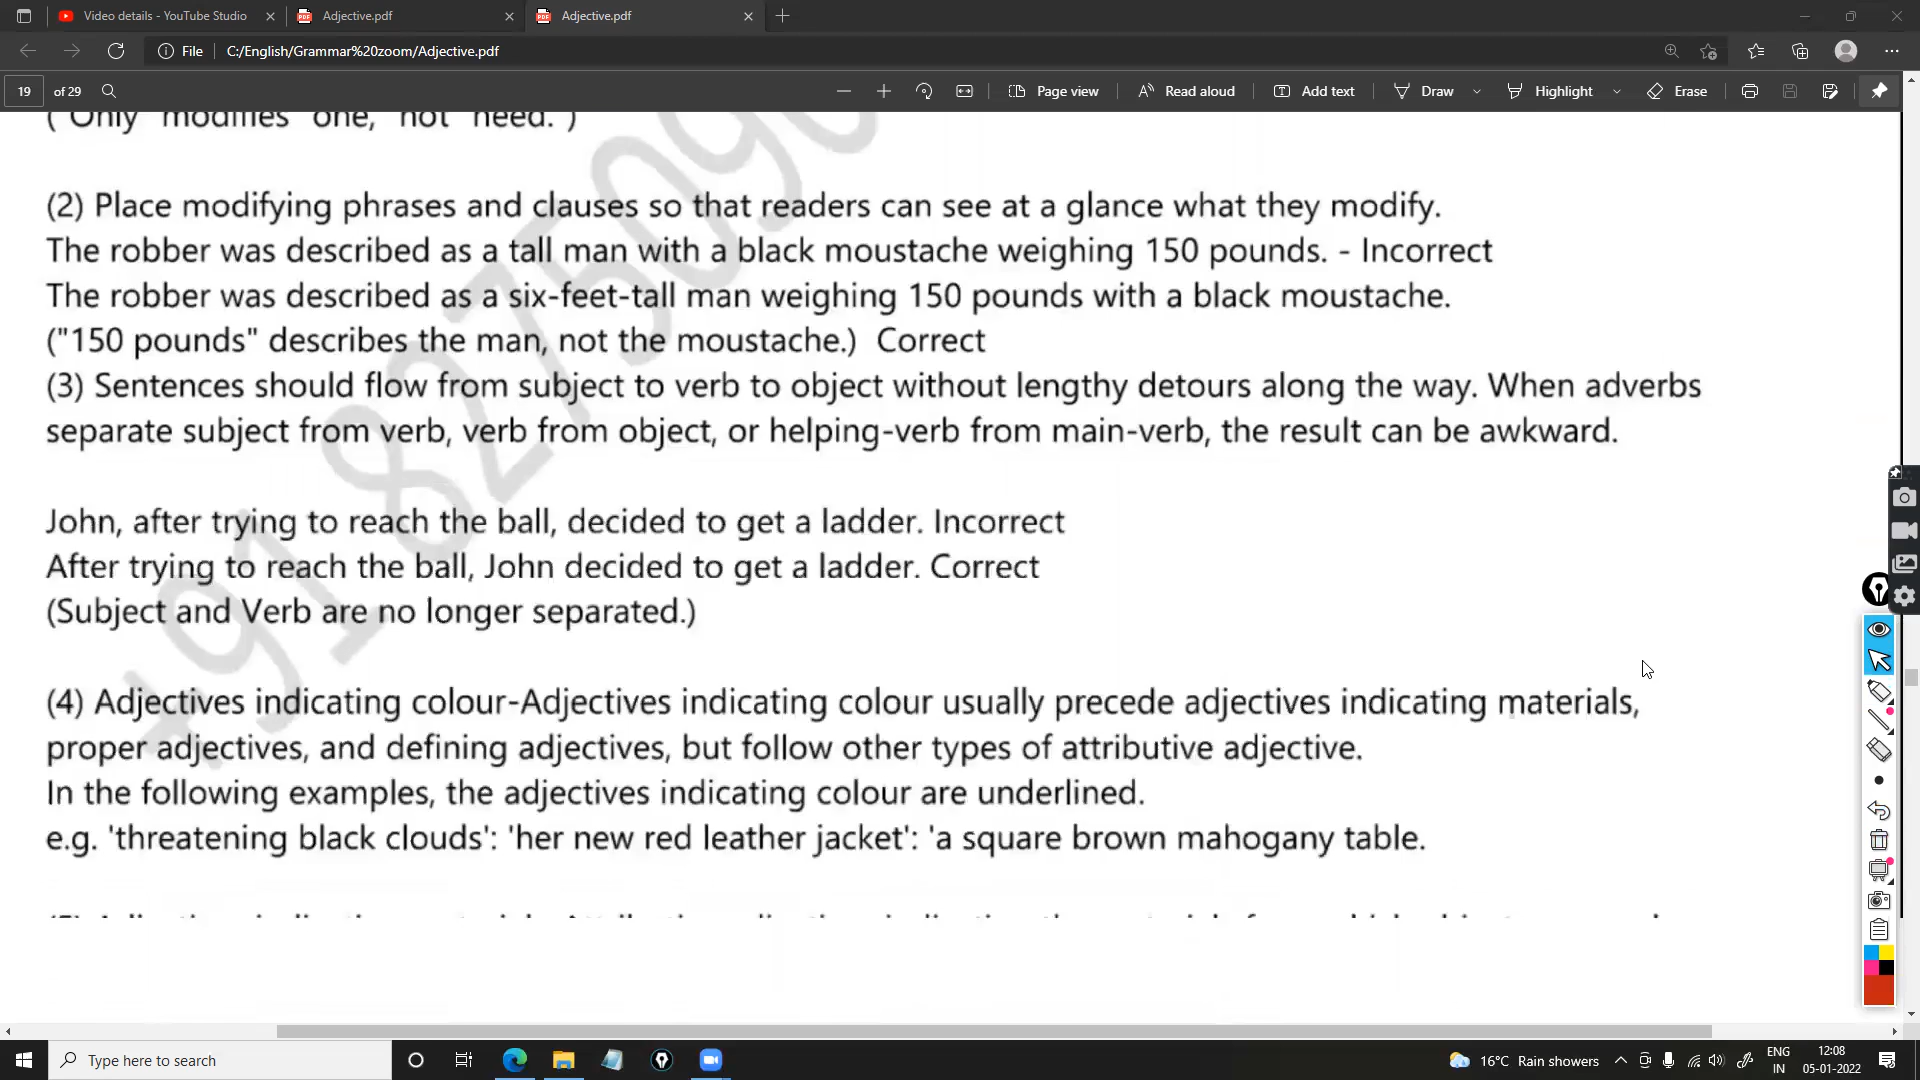 Video details - YouTube Studio
Adjective.pdf
Adjective.pdf
File
C:/English/Grammar%20zoom/Adjective.pdf
19 of 29
Page view
Read aloud
Add text
Draw
Highlight
Erase
("Only" modifies "one," not "need.")
(2) Place modifying phrases and clauses so that readers can see at a glance what they modify.
The robber was described as a tall man with a black moustache weighing 150 pounds. - Incorrect
The robber was described as a six-feet-tall man weighing 150 pounds with a black moustache.
("150 pounds" describes the man, not the moustache.)  Correct
(3) Sentences should flow from subject to verb to object without lengthy detours along the way. When adverbs
separate subject from verb, verb from object, or helping-verb from main-verb, the result can be awkward.
John, after trying to reach the ball, decided to get a ladder. Incorrect
After trying to reach the ball, John decided to get a ladder. Correct
(Subject and Verb are no longer separated.)
(4) Adjectives indicating colour-Adjectives indicating colour usually precede adjectives indicating materials,
proper adjectives, and defining adjectives, but follow other types of attributive adjective.
In the following examples, the adjectives indicating colour are underlined.
e.g. 'threatening black clouds': 'her new red leather jacket': 'a square brown mahogany table.
+91 827509
Type here to search
16°C Rain showers
ENG
IN
12:08
05-01-2022